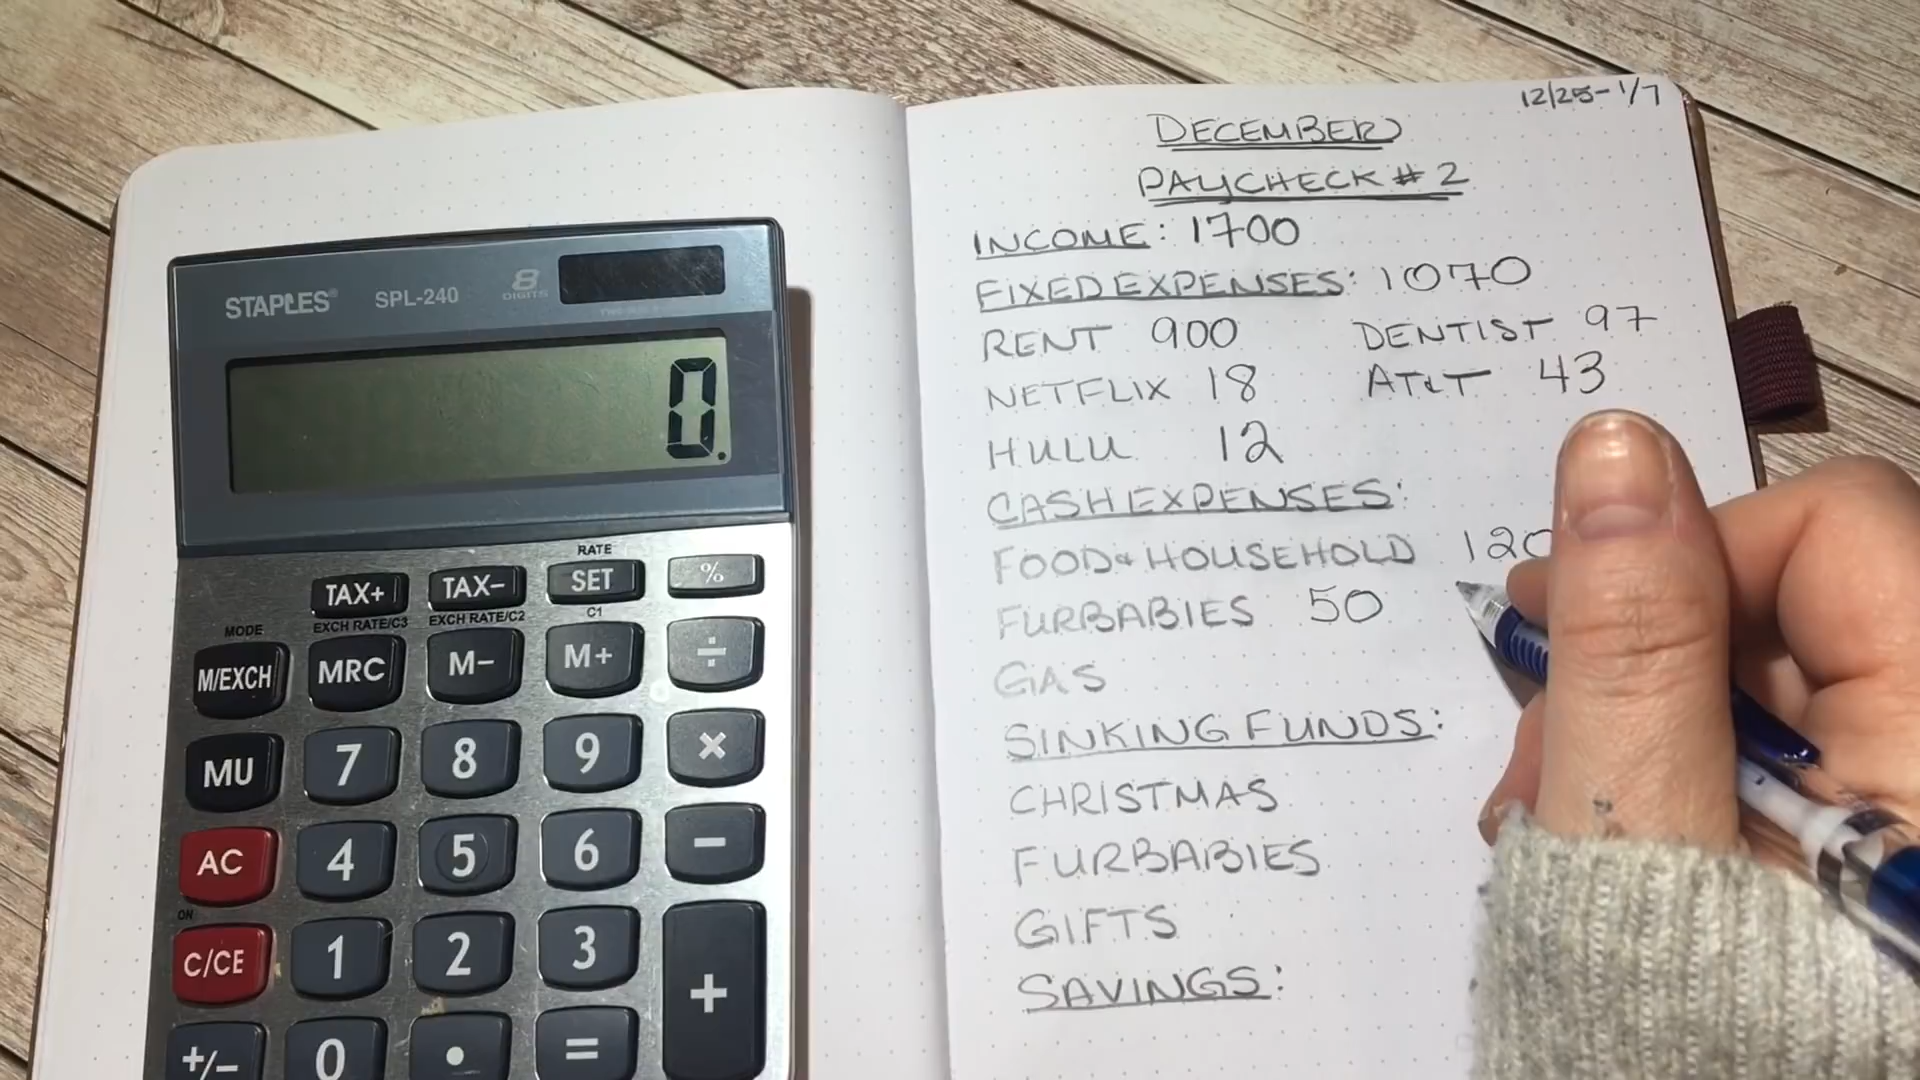 12/25-1/7
DECEMBER
PAYCHECK #2
INCOME: 1700
FIXED EXPENSES: 1070
RENT 900 DENTIST 97
NETFLIX 18 AT&T 43
HULU 12
CASH EXPENSES:
FOOD & HOUSEHOLD 120
FURBABIES 50
GAS
SINKING FUNDS:
CHRISTMAS
FURBABIES
GIFTS
SAVINGS:
STAPLES® SPL-240 8 DIGITS
0.
RATE
TAX+ TAX- SET %
MODE EXCH RATE/C3 EXCH RATE/C2 C1
M/EXCH MRC M- M+ ÷
MU 7 8 9 ×
AC 4 5 6 -
ON
C/CE 1 2 3 +
+/- 0 • =